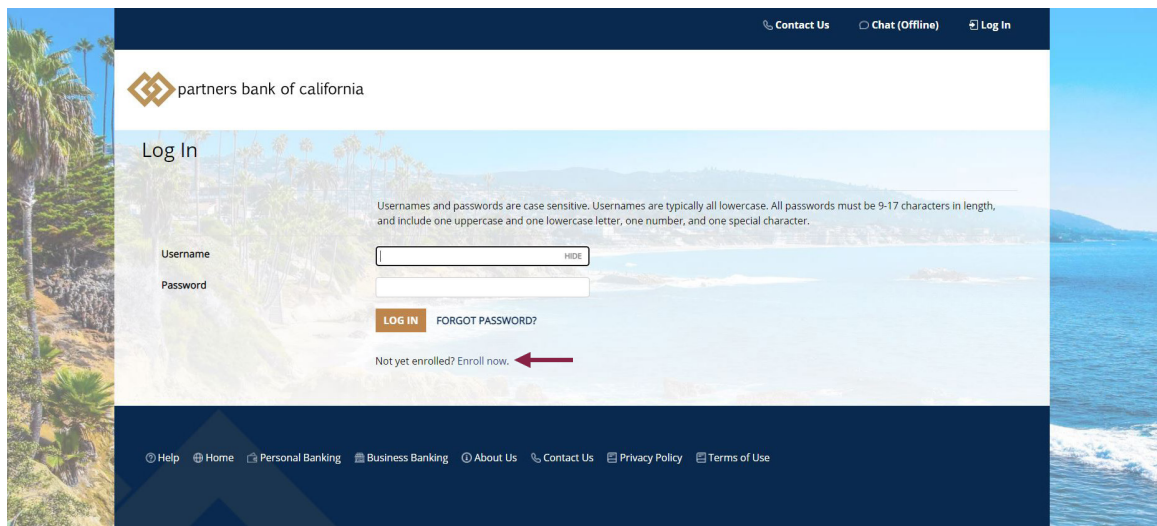 Contact Us Chat (Offline) Log In
partners bank of california
Log In
Usernames and passwords are case sensitive. Usernames are typically all lowercase. All passwords must be 9-17 characters in length,
and include one uppercase and one lowercase letter, one number, and one special character.
Username HIDE
Password
LOG IN FORGOT PASSWORD?
Not yet enrolled? Enroll now.
Help Home Personal Banking Business Banking About Us Contact Us Privacy Policy Terms of Use